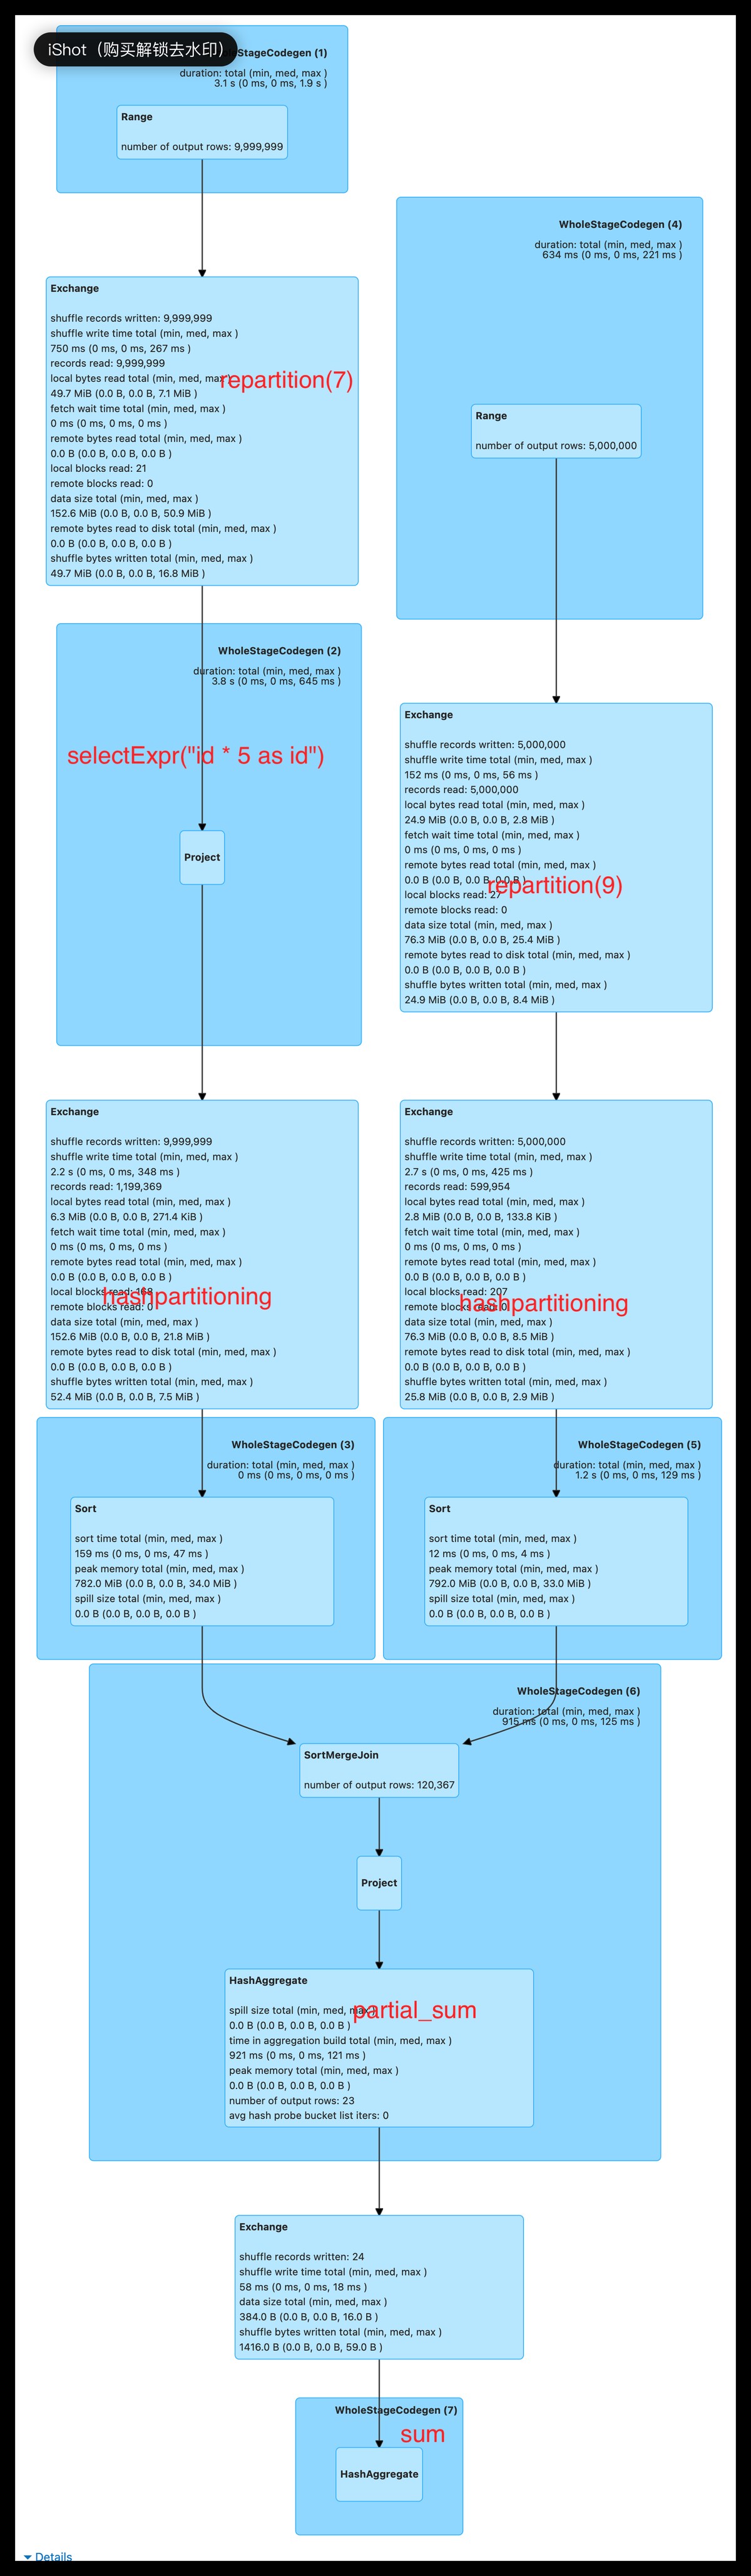 iShot（购买解锁去水印）
StageCodegen (1)
duration: total (min, med, max )
3.1 s (0 ms, 0 ms, 1.9 s )
Range
number of output rows: 9,999,999
Exchange
shuffle records written: 9,999,999
shuffle write time total (min, med, max )
750 ms (0 ms, 0 ms, 267 ms )
records read: 9,999,999
local bytes read total (min, med, max )
49.7 MiB (0.0 B, 0.0 B, 7.1 MiB )
fetch wait time total (min, med, max )
0 ms (0 ms, 0 ms, 0 ms )
remote bytes read total (min, med, max )
0.0 B (0.0 B, 0.0 B, 0.0 B )
local blocks read: 21
remote blocks read: 0
data size total (min, med, max )
152.6 MiB (0.0 B, 0.0 B, 50.9 MiB )
remote bytes read to disk total (min, med, max )
0.0 B (0.0 B, 0.0 B, 0.0 B )
shuffle bytes written total (min, med, max )
49.7 MiB (0.0 B, 0.0 B, 16.8 MiB )
repartition(7)
WholeStageCodegen (2)
duration: total (min, med, max )
3.8 s (0 ms, 0 ms, 645 ms )
selectExpr("id * 5 as id")
Project
WholeStageCodegen (4)
duration: total (min, med, max )
634 ms (0 ms, 0 ms, 221 ms )
Range
number of output rows: 5,000,000
Exchange
shuffle records written: 5,000,000
shuffle write time total (min, med, max )
152 ms (0 ms, 0 ms, 56 ms )
records read: 5,000,000
local bytes read total (min, med, max )
24.9 MiB (0.0 B, 0.0 B, 2.8 MiB )
fetch wait time total (min, med, max )
0 ms (0 ms, 0 ms, 0 ms )
remote bytes read total (min, med, max )
0.0 B (0.0 B, 0.0 B, 0.0 B )
local blocks read: 27
remote blocks read: 0
data size total (min, med, max )
76.3 MiB (0.0 B, 0.0 B, 25.4 MiB )
remote bytes read to disk total (min, med, max )
0.0 B (0.0 B, 0.0 B, 0.0 B )
shuffle bytes written total (min, med, max )
24.9 MiB (0.0 B, 0.0 B, 8.4 MiB )
repartition(9)
Exchange
shuffle records written: 9,999,999
shuffle write time total (min, med, max )
2.2 s (0 ms, 0 ms, 348 ms )
records read: 1,199,369
local bytes read total (min, med, max )
6.3 MiB (0.0 B, 0.0 B, 271.4 KiB )
fetch wait time total (min, med, max )
0 ms (0 ms, 0 ms, 0 ms )
remote bytes read total (min, med, max )
0.0 B (0.0 B, 0.0 B, 0.0 B )
local blocks read: 168
remote blocks read: 0
data size total (min, med, max )
152.6 MiB (0.0 B, 0.0 B, 21.8 MiB )
remote bytes read to disk total (min, med, max )
0.0 B (0.0 B, 0.0 B, 0.0 B )
shuffle bytes written total (min, med, max )
52.4 MiB (0.0 B, 0.0 B, 7.5 MiB )
hashpartitioning
Exchange
shuffle records written: 5,000,000
shuffle write time total (min, med, max )
2.7 s (0 ms, 0 ms, 425 ms )
records read: 599,954
local bytes read total (min, med, max )
2.8 MiB (0.0 B, 0.0 B, 133.8 KiB )
fetch wait time total (min, med, max )
0 ms (0 ms, 0 ms, 0 ms )
remote bytes read total (min, med, max )
0.0 B (0.0 B, 0.0 B, 0.0 B )
local blocks read: 207
remote blocks read: 0
data size total (min, med, max )
76.3 MiB (0.0 B, 0.0 B, 8.5 MiB )
remote bytes read to disk total (min, med, max )
0.0 B (0.0 B, 0.0 B, 0.0 B )
shuffle bytes written total (min, med, max )
25.8 MiB (0.0 B, 0.0 B, 2.9 MiB )
hashpartitioning
WholeStageCodegen (3)
duration: total (min, med, max )
0 ms (0 ms, 0 ms, 0 ms )
Sort
sort time total (min, med, max )
159 ms (0 ms, 0 ms, 47 ms )
peak memory total (min, med, max )
782.0 MiB (0.0 B, 0.0 B, 34.0 MiB )
spill size total (min, med, max )
0.0 B (0.0 B, 0.0 B, 0.0 B )
WholeStageCodegen (5)
duration: total (min, med, max )
1.2 s (0 ms, 0 ms, 129 ms )
Sort
sort time total (min, med, max )
12 ms (0 ms, 0 ms, 4 ms )
peak memory total (min, med, max )
792.0 MiB (0.0 B, 0.0 B, 33.0 MiB )
spill size total (min, med, max )
0.0 B (0.0 B, 0.0 B, 0.0 B )
WholeStageCodegen (6)
duration: total (min, med, max )
915 ms (0 ms, 0 ms, 125 ms )
SortMergeJoin
number of output rows: 120,367
Project
HashAggregate
spill size total (min, med, max )
0.0 B (0.0 B, 0.0 B, 0.0 B )
time in aggregation build total (min, med, max )
921 ms (0 ms, 0 ms, 121 ms )
peak memory total (min, med, max )
0.0 B (0.0 B, 0.0 B, 0.0 B )
number of output rows: 23
avg hash probe bucket list iters: 0
partial_sum
Exchange
shuffle records written: 24
shuffle write time total (min, med, max )
58 ms (0 ms, 0 ms, 18 ms )
data size total (min, med, max )
384.0 B (0.0 B, 0.0 B, 16.0 B )
shuffle bytes written total (min, med, max )
1416.0 B (0.0 B, 0.0 B, 59.0 B )
WholeStageCodegen (7)
sum
HashAggregate
Details